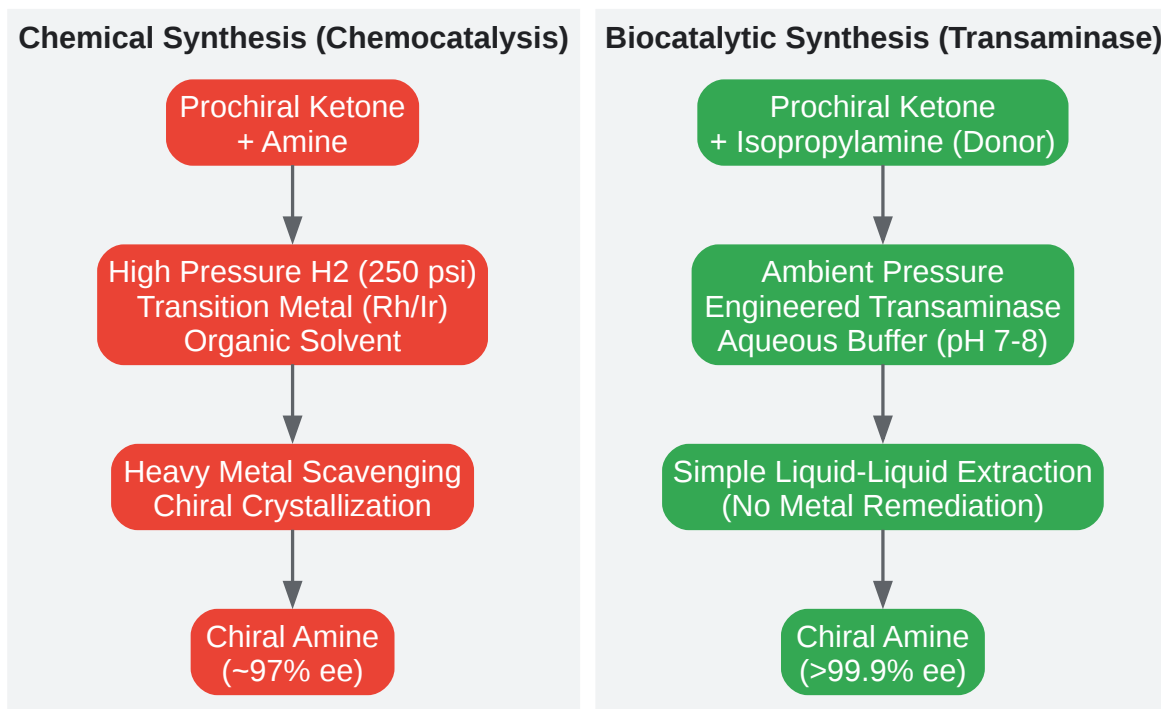 Chemical Synthesis (Chemocatalysis)
Prochiral Ketone
+ Amine
High Pressure H2 (250 psi)
Transition Metal (Rh/Ir)
Organic Solvent
Heavy Metal Scavenging
Chiral Crystallization
Chiral Amine
(~97% ee)
Biocatalytic Synthesis (Transaminase)
Prochiral Ketone
+ Isopropylamine (Donor)
Ambient Pressure
Engineered Transaminase
Aqueous Buffer (pH 7-8)
Simple Liquid-Liquid Extraction
(No Metal Remediation)
Chiral Amine
(>99.9% ee)